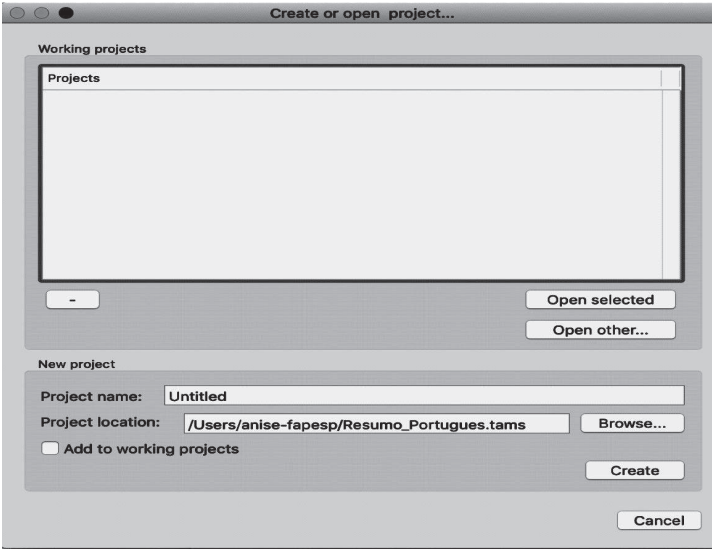 Create or open project...
Working projects
Projects
-
Open selected
Open other...
New project
Project name: Untitled
Project location: /Users/anise-fapesp/Resumo_Portugues.tams Browse...
Add to working projects
Create
Cancel